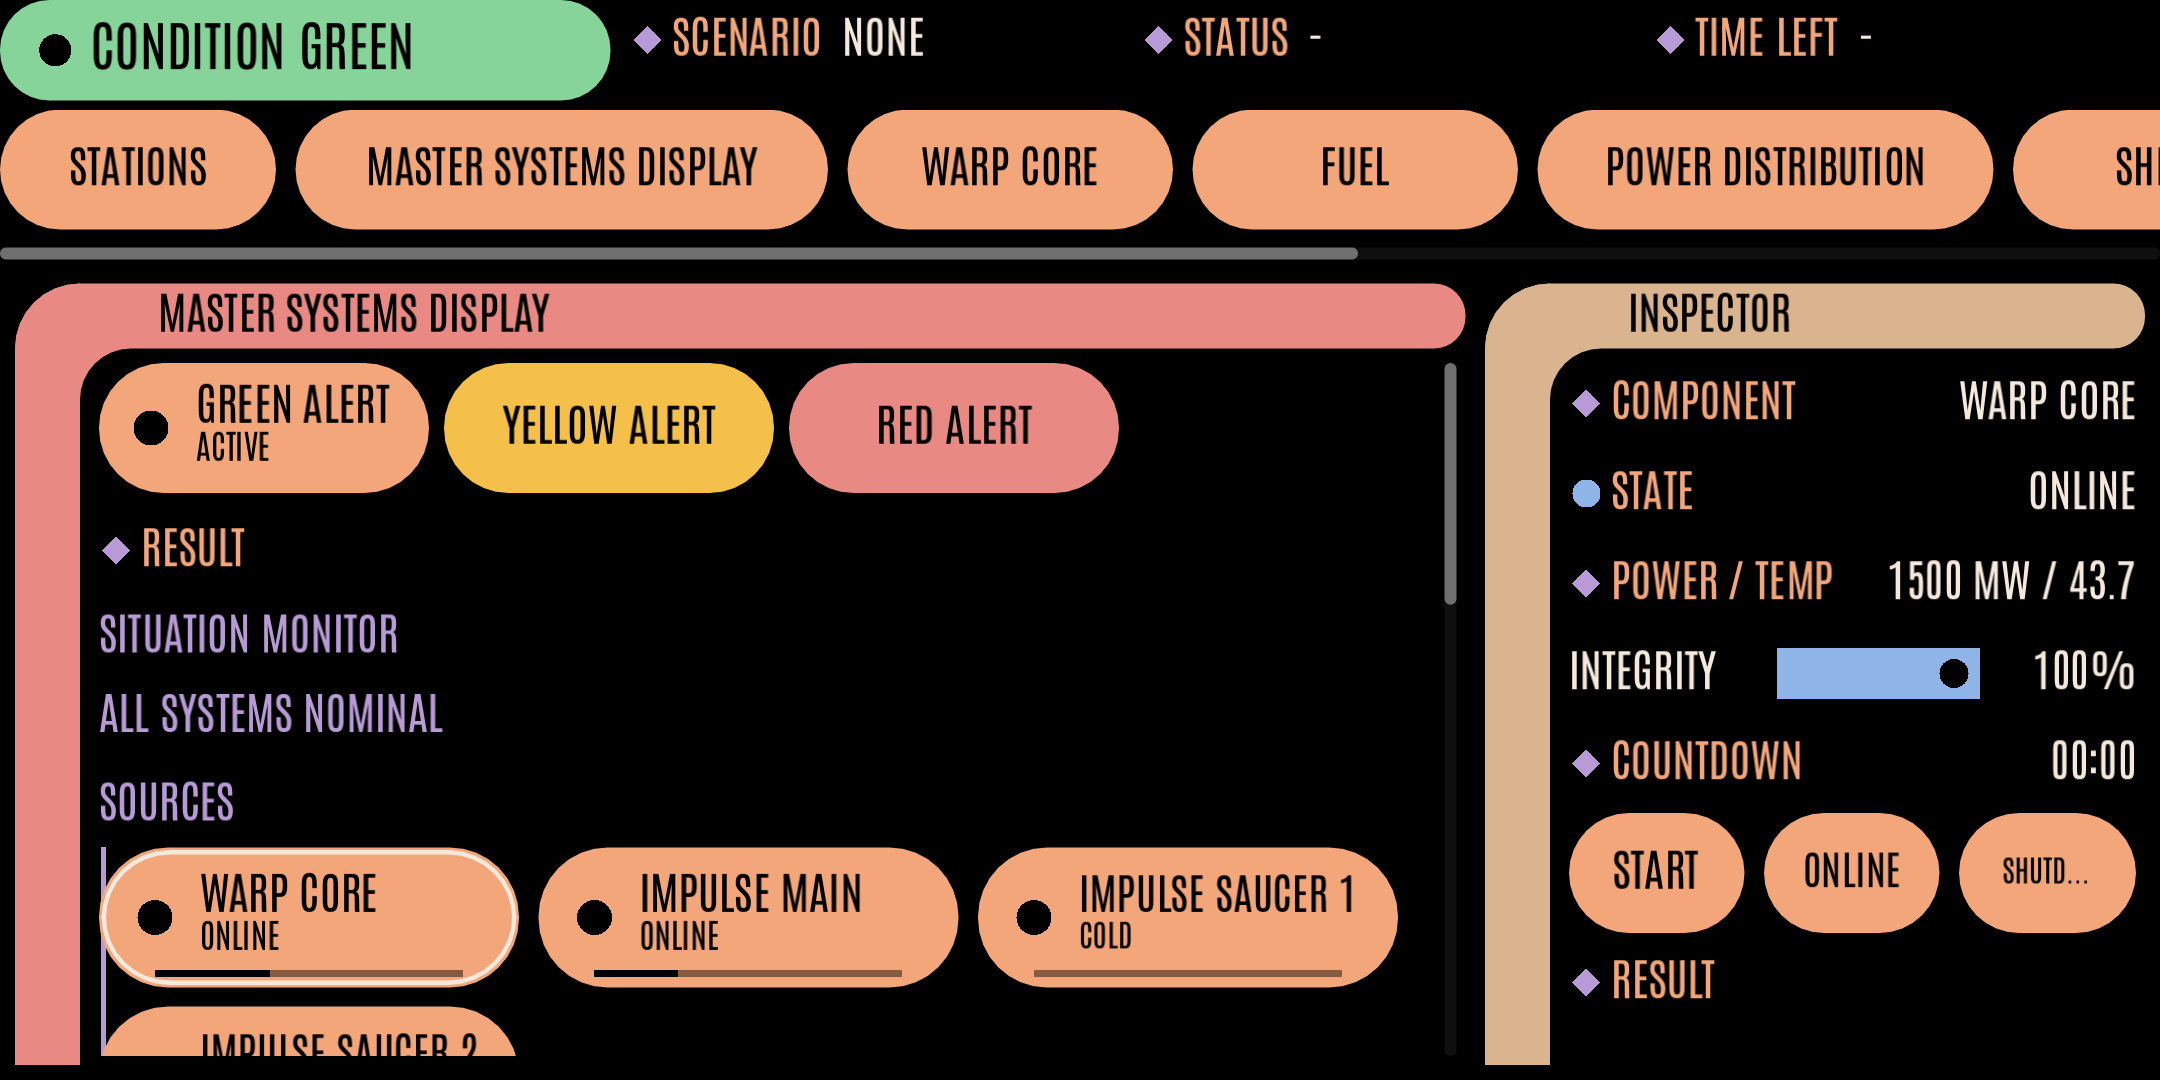 CONDITION GREEN
SCENARIO NONE
STATUS -
TIME LEFT -
STATIONS
MASTER SYSTEMS DISPLAY
WARP CORE
FUEL
POWER DISTRIBUTION
MASTER SYSTEMS DISPLAY
GREEN ALERT
ACTIVE
YELLOW ALERT
RED ALERT
RESULT
SITUATION MONITOR
ALL SYSTEMS NOMINAL
SOURCES
WARP CORE
ONLINE
IMPULSE MAIN
ONLINE
IMPULSE SAUCER 1
COLD
IMPULSE SAUCER 2
INSPECTOR
COMPONENT WARP CORE
STATE ONLINE
POWER / TEMP 1500 MW / 43.7
INTEGRITY 100%
COUNTDOWN 00:00
START
ONLINE
SHUTD...
RESULT